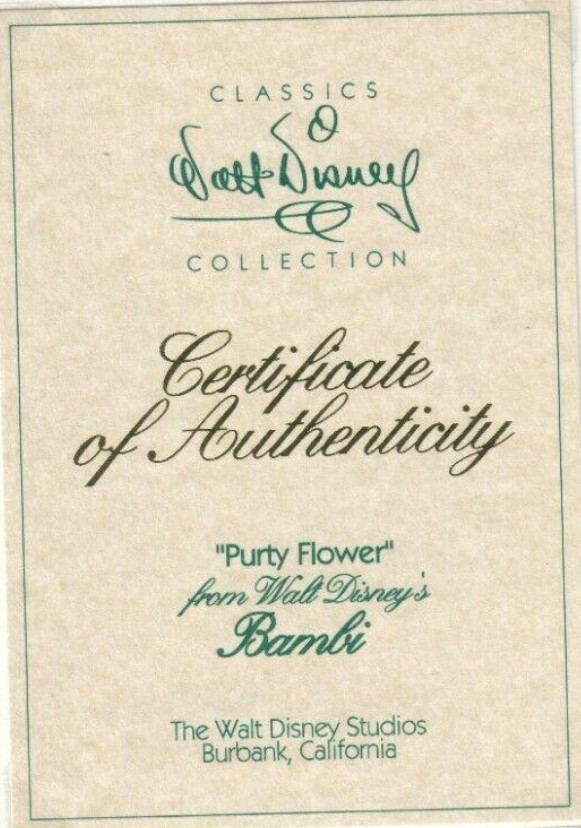 CLASSICS
Walt Disney
COLLECTION
Certificate
of Authenticity
"Purty Flower"
from Walt Disney's
Bambi
The Walt Disney Studios
Burbank, California